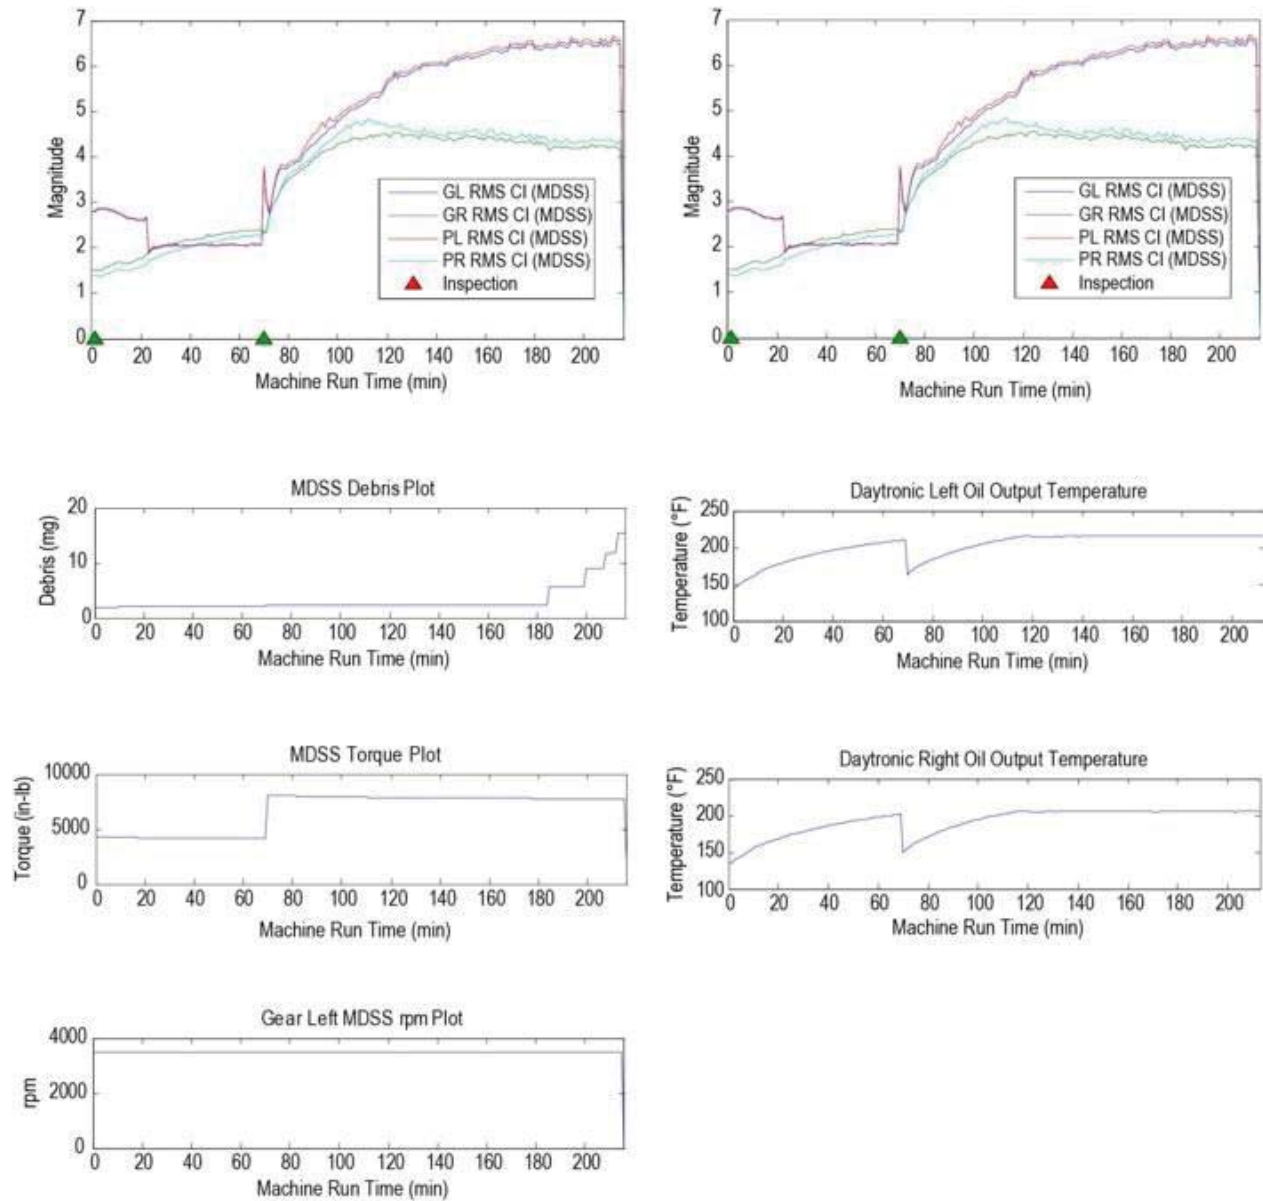 7
6
5
4
3
2
1
0
Magnitude
GL RMS CI (MDSS)
GR RMS CI (MDSS)
PL RMS CI (MDSS)
PR RMS CI (MDSS)
Inspection
0 20 40 60 80 100 120 140 160 180 200
Machine Run Time (min)
7
6
5
4
3
2
1
0
Magnitude
GL RMS CI (MDSS)
GR RMS CI (MDSS)
PL RMS CI (MDSS)
PR RMS CI (MDSS)
Inspection
0 20 40 60 80 100 120 140 160 180 200
Machine Run Time (min)
MDSS Debris Plot
20
10
0
Debris (mg)
0 20 40 60 80 100 120 140 160 180 200
Machine Run Time (min)
Daytronic Left Oil Output Temperature
250
200
150
100
Temperature (°F)
0 20 40 60 80 100 120 140 160 180 200
Machine Run Time (min)
MDSS Torque Plot
10000
5000
0
Torque (in-lb)
0 20 40 60 80 100 120 140 160 180 200
Machine Run Time (min)
Daytronic Right Oil Output Temperature
250
200
150
100
Temperature (°F)
0 20 40 60 80 100 120 140 160 180 200
Machine Run Time (min)
Gear Left MDSS rpm Plot
4000
2000
0
rpm
0 20 40 60 80 100 120 140 160 180 200
Machine Run Time (min)